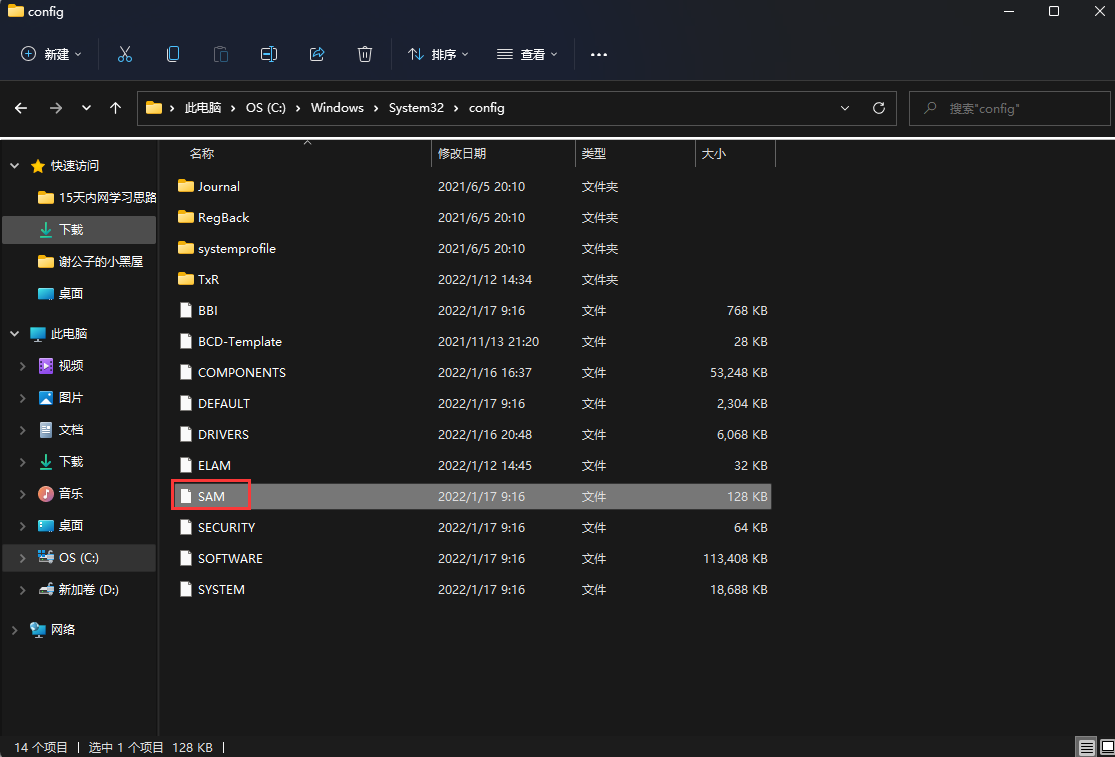 config
新建
排序
查看
此电脑 OS (C:) Windows System32 config
搜索"config"
快速访问
15天内网学习思路
下载
谢公子的小黑屋
桌面
此电脑
视频
图片
文档
下载
音乐
桌面
OS (C:)
新加卷 (D:)
网络
名称 修改日期 类型 大小
Journal 2021/6/5 20:10 文件夹
RegBack 2021/6/5 20:10 文件夹
systemprofile 2021/6/5 20:10 文件夹
TxR 2022/1/12 14:34 文件夹
BBI 2022/1/17 9:16 文件 768 KB
BCD-Template 2021/11/13 21:20 文件 28 KB
COMPONENTS 2022/1/16 16:37 文件 53,248 KB
DEFAULT 2022/1/17 9:16 文件 2,304 KB
DRIVERS 2022/1/16 20:48 文件 6,068 KB
ELAM 2022/1/12 14:45 文件 32 KB
SAM 2022/1/17 9:16 文件 128 KB
SECURITY 2022/1/17 9:16 文件 64 KB
SOFTWARE 2022/1/17 9:16 文件 113,408 KB
SYSTEM 2022/1/17 9:16 文件 18,688 KB
14 个项目 选中 1 个项目 128 KB